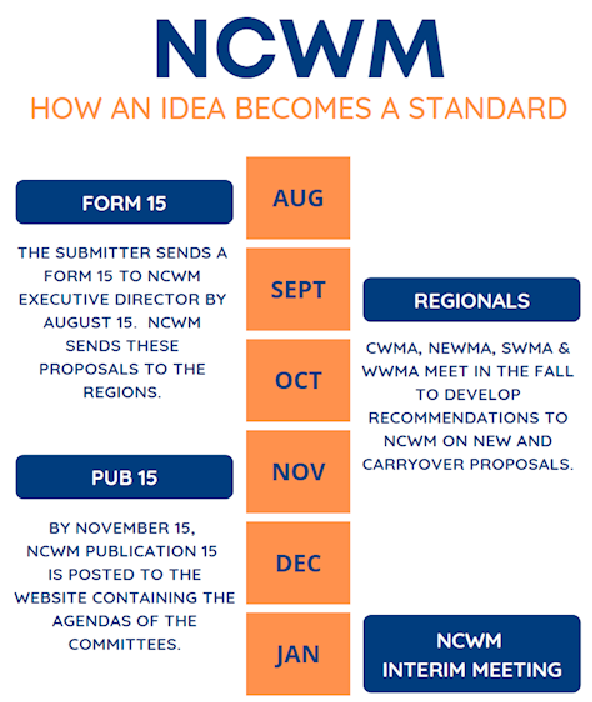 NCWM
HOW AN IDEA BECOMES A STANDARD
AUG
FORM 15
THE SUBMITTER SENDS A
FORM 15 TO NCWM
EXECUTIVE DIRECTOR BY
AUGUST 15. NCWM
SENDS THESE
PROPOSALS TO THE
REGIONS.
SEPT
REGIONALS
CWMA, NEWMA, SWMA &
WWMA MEET IN THE FALL
TO DEVELOP
RECOMMENDATIONS TO
NCWM ON NEW AND
CARRYOVER PROPOSALS.
OCT
NOV
PUB 15
BY NOVEMBER 15,
NCWM PUBLICATION 15
IS POSTED TO THE
WEBSITE CONTAINING THE
AGENDAS OF THE
COMMITTEES.
DEC
JAN
NCWM
INTERIM MEETING